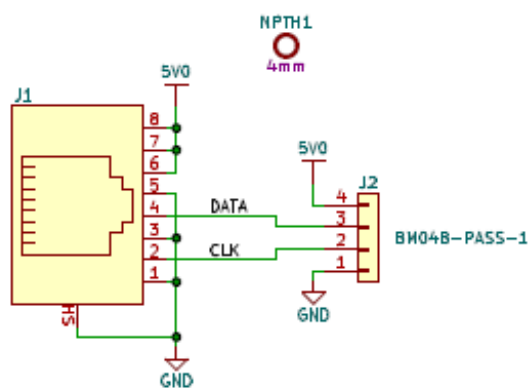 NPTH1
4mm
J1
5V0
8
7
6
5
4
3
2
1
SH
DATA
CLK
GND
5V0
J2
4
3
2
1
BM04B-PASS-1
GND